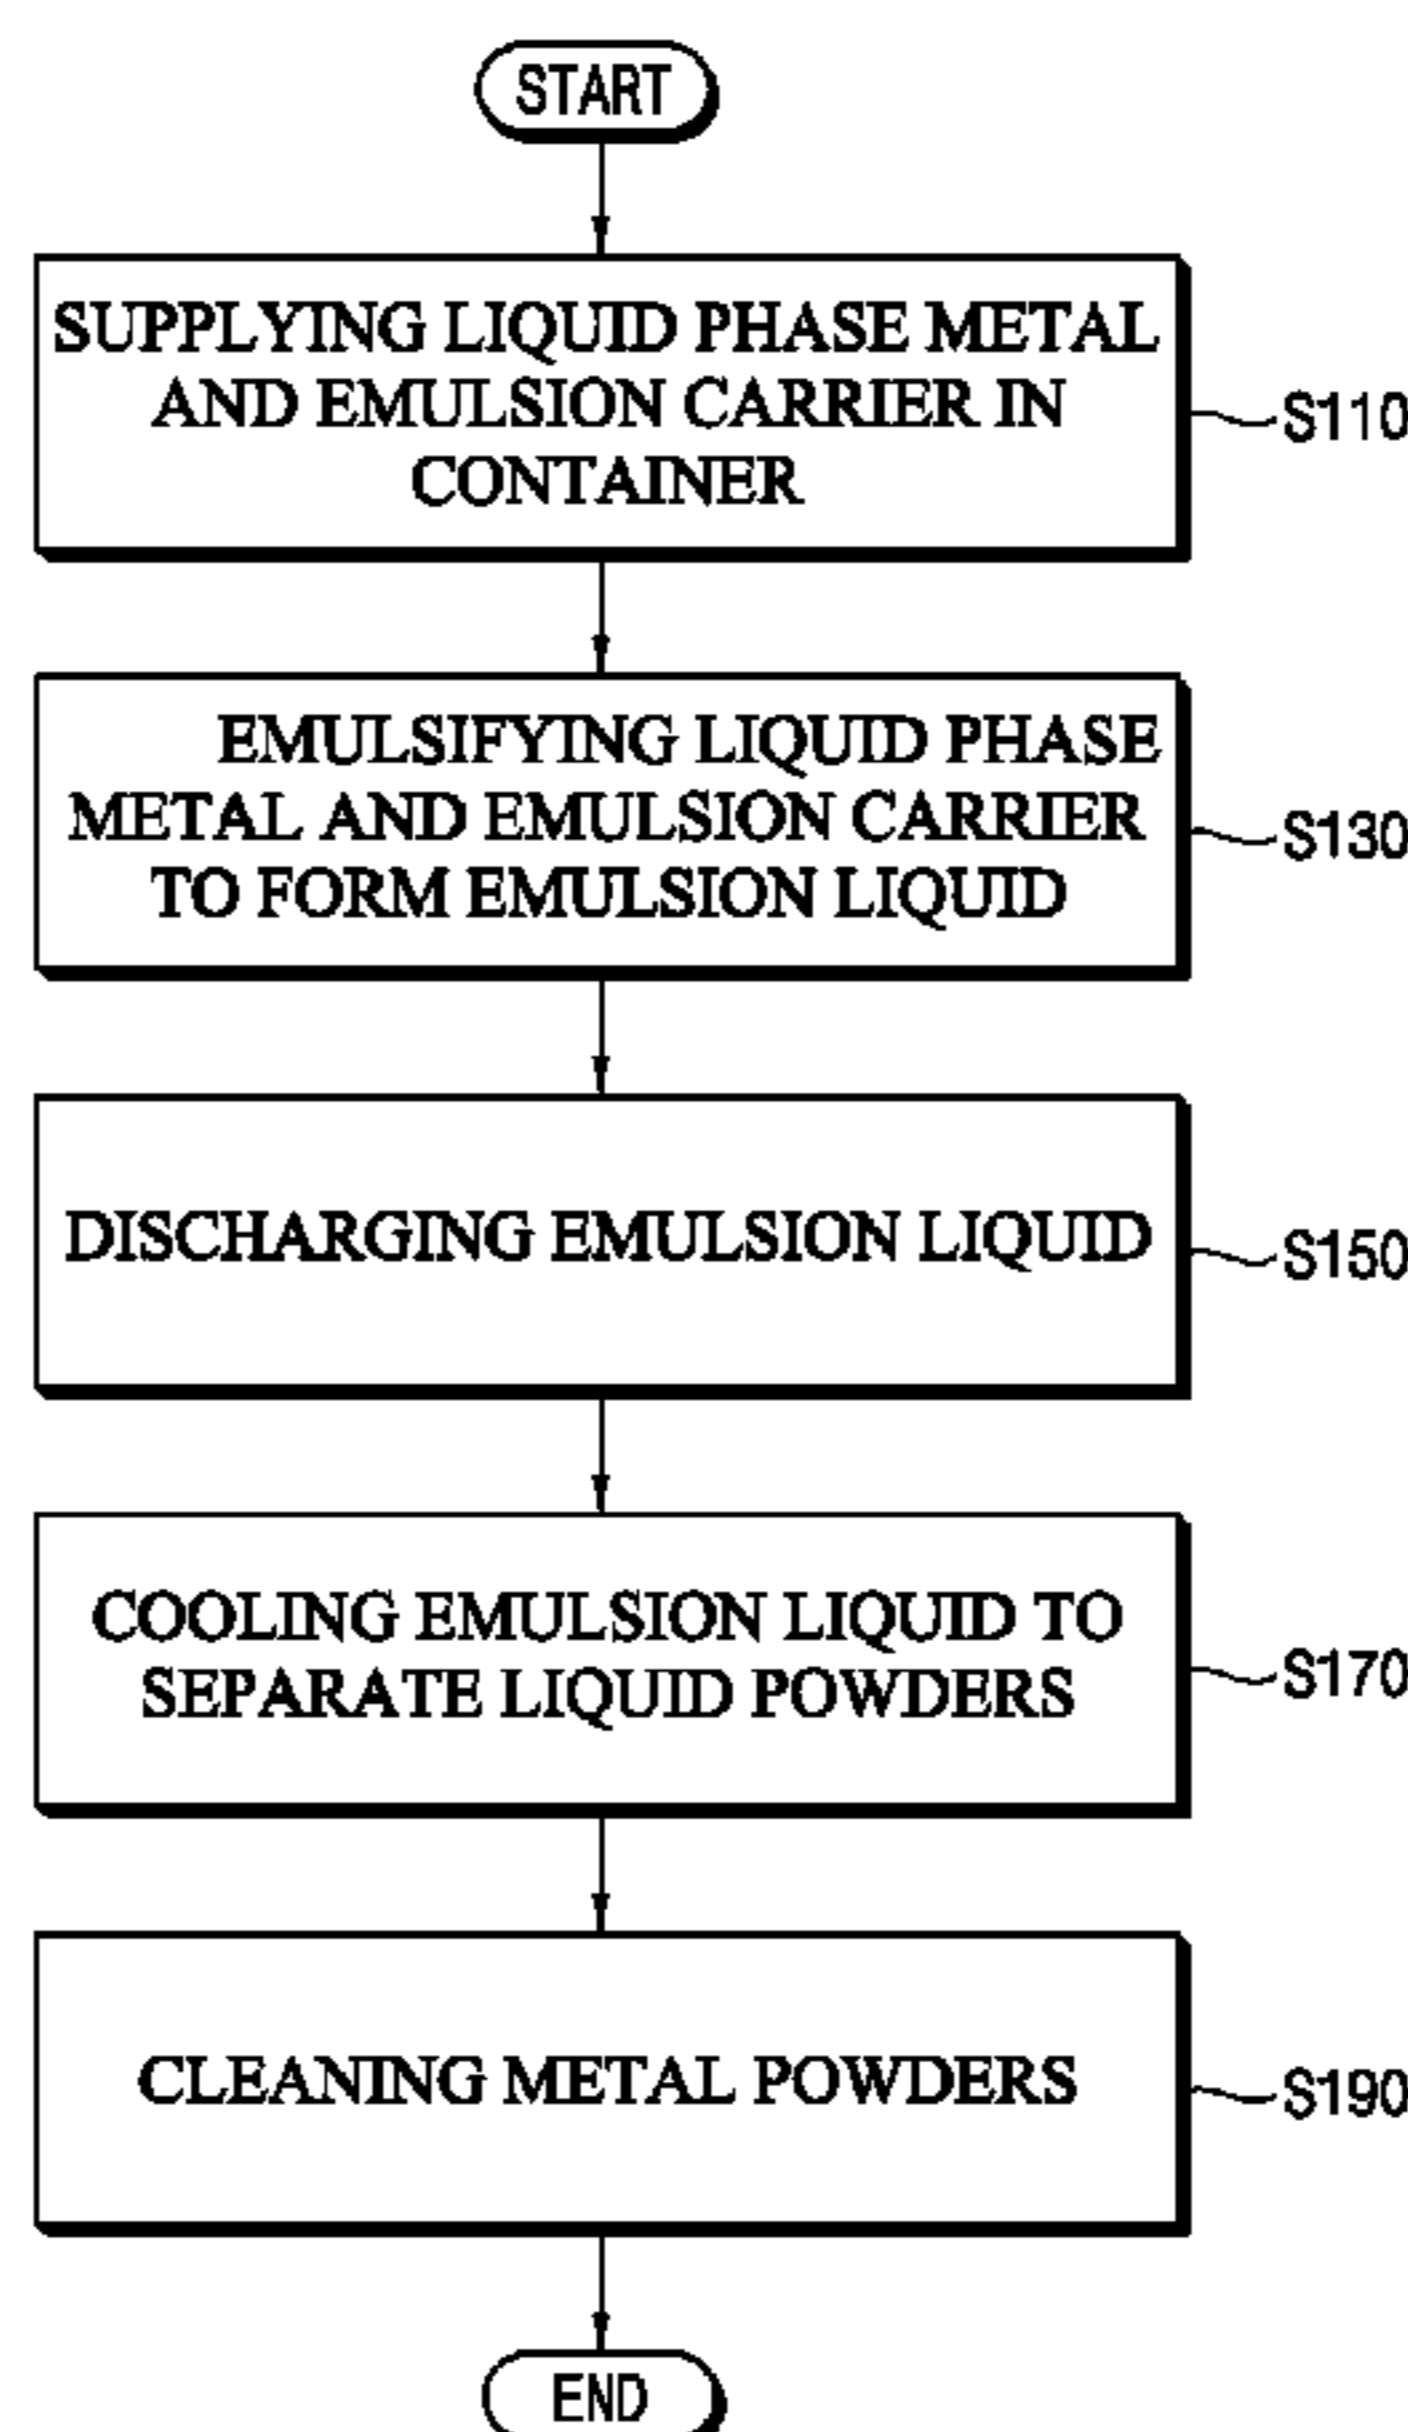 START
SUPPLYING LIQUID PHASE METAL
AND EMULSION CARRIER IN
CONTAINER
S110
EMULSIFYING LIQUID PHASE
METAL AND EMULSION CARRIER
TO FORM EMULSION LIQUID
S130
DISCHARGING EMULSION LIQUID
S150
COOLING EMULSION LIQUID TO
SEPARATE LIQUID POWDERS
S170
CLEANING METAL POWDERS
S190
END